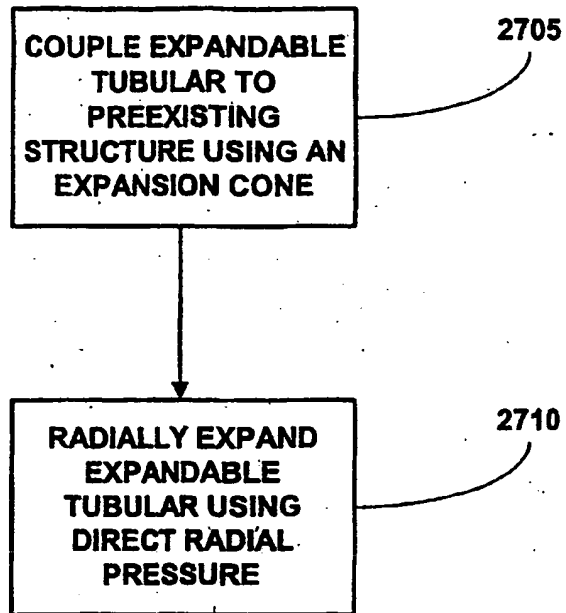 COUPLE EXPANDABLE
TUBULAR TO
PREEXISTING
STRUCTURE USING AN
EXPANSION CONE
2705
RADIALLY EXPAND
EXPANDABLE
TUBULAR USING
DIRECT RADIAL
PRESSURE
2710